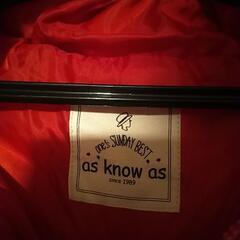 one's SUNDAY BEST
as know as
since 1989